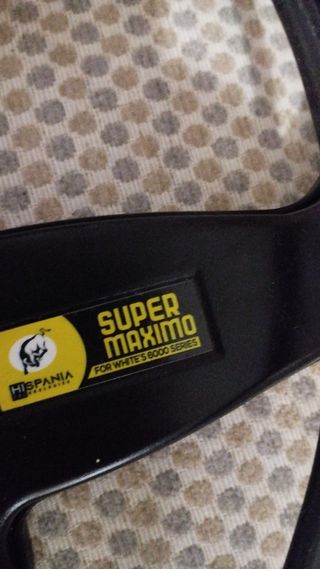 SUPER
MAXIMO
FOR WHITE'S 6000 SERIES
HISPANIA